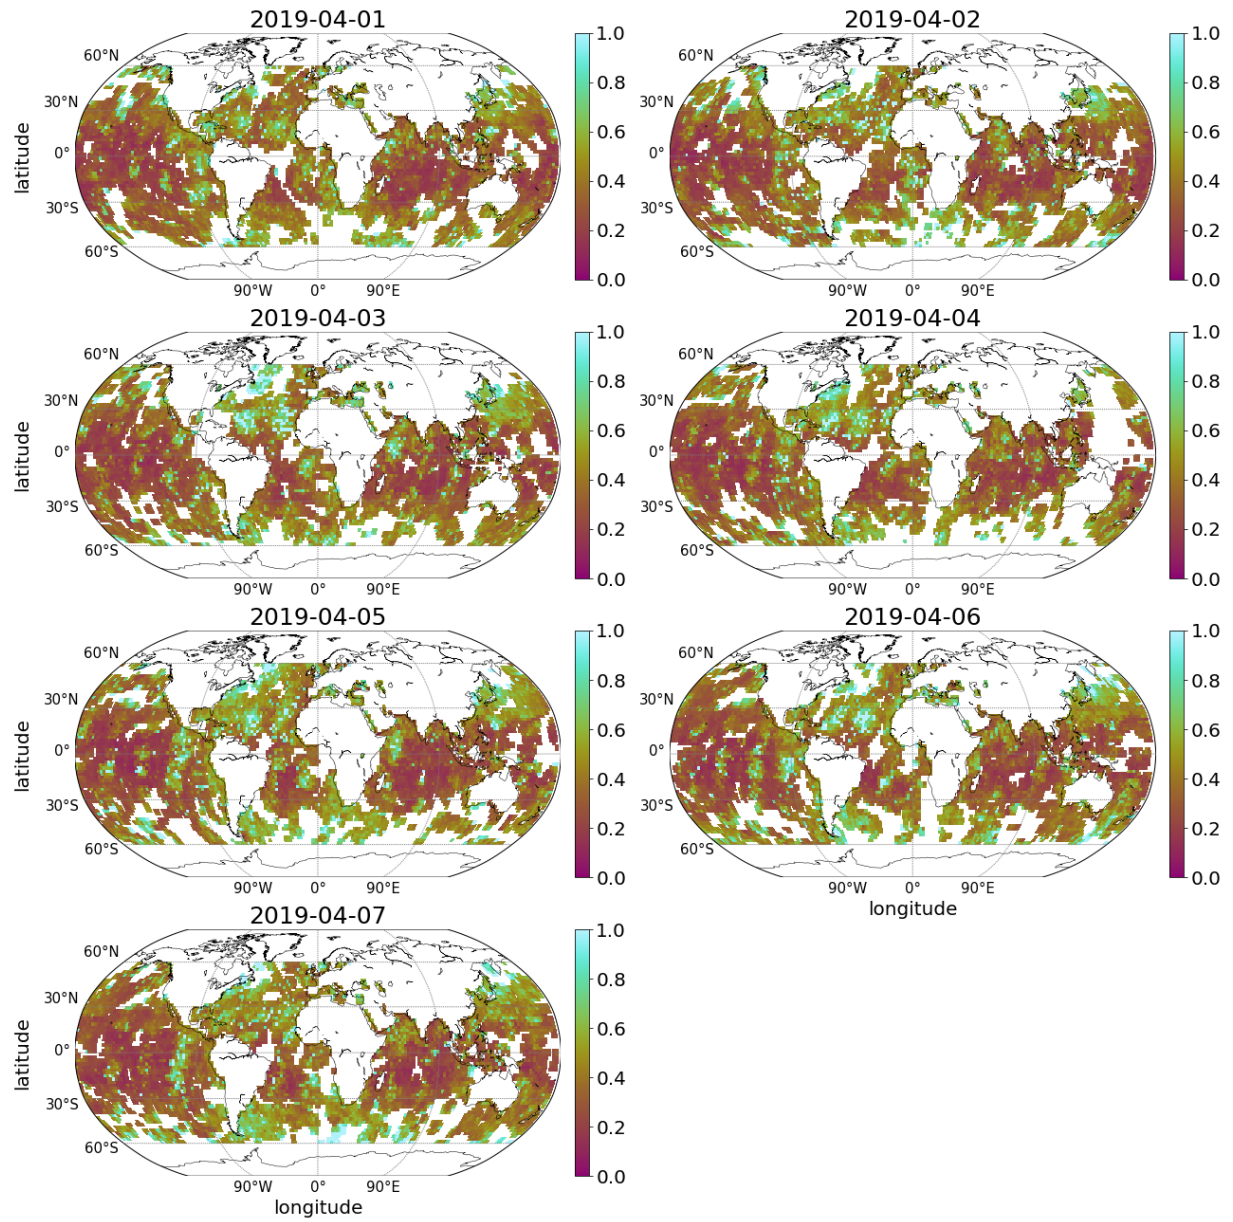 2019-04-01
60°N
30°N
0°
30°S
60°S
latitude
90°W 0° 90°E
1.0
0.8
0.6
0.4
0.2
0.0
2019-04-02
60°N
30°N
0°
30°S
60°S
90°W 0° 90°E
1.0
0.8
0.6
0.4
0.2
0.0
2019-04-03
60°N
30°N
0°
30°S
60°S
latitude
90°W 0° 90°E
1.0
0.8
0.6
0.4
0.2
0.0
2019-04-04
60°N
30°N
0°
30°S
60°S
90°W 0° 90°E
1.0
0.8
0.6
0.4
0.2
0.0
2019-04-05
60°N
30°N
0°
30°S
60°S
latitude
90°W 0° 90°E
1.0
0.8
0.6
0.4
0.2
0.0
2019-04-06
60°N
30°N
0°
30°S
60°S
90°W 0° 90°E
longitude
1.0
0.8
0.6
0.4
0.2
0.0
2019-04-07
60°N
30°N
0°
30°S
60°S
latitude
90°W 0° 90°E
longitude
1.0
0.8
0.6
0.4
0.2
0.0